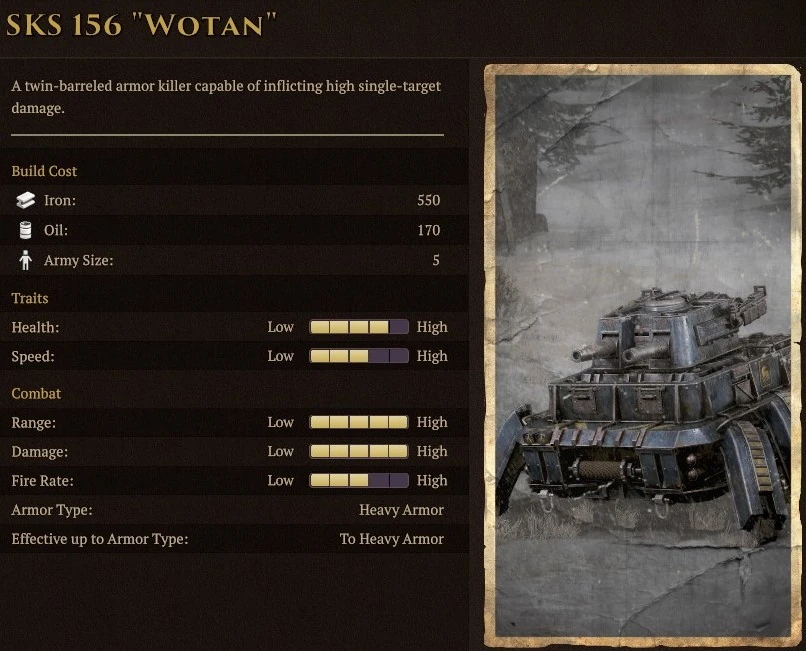 SKS 156 "Wotan"
A twin-barreled armor killer capable of inflicting high single-target
damage.
Build Cost
Iron: 550
Oil: 170
Army Size: 5
Traits
Health: Low High
Speed: Low High
Combat
Range: Low High
Damage: Low High
Fire Rate: Low High
Armor Type: Heavy Armor
Effective up to Armor Type: To Heavy Armor